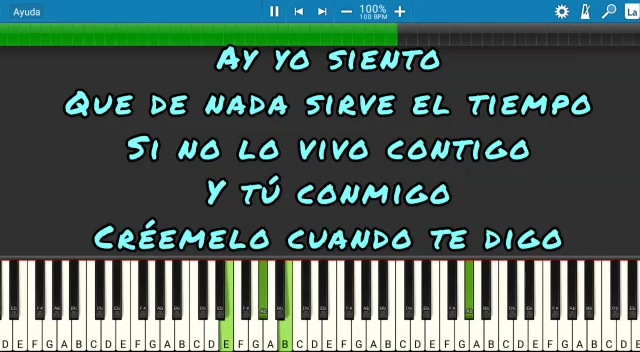 Ayuda
100%
100 BPM
La
Ay yo siento
Que de nada sirve el tiempo
Si no lo vivo contigo
Y tú conmigo
Créemelo cuando te digo
D E F G A B C D E F G A B C D E F G A B C D E F G A B C D E F G A B C D E F G A B C D E